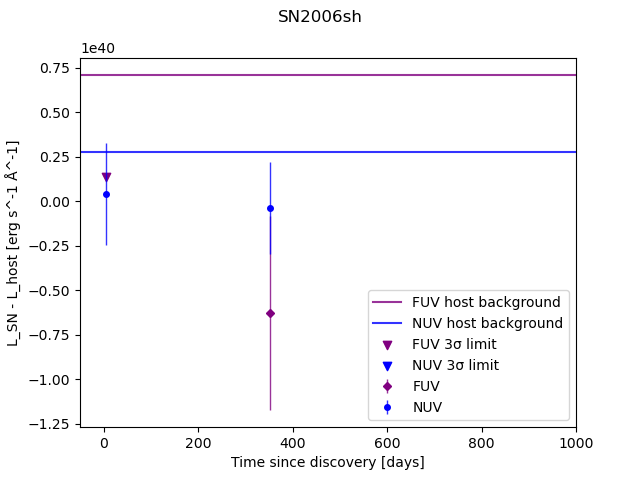 SN2006sh
1e40
0.75
0.50
0.25
0.00
−0.25
−0.50
−0.75
−1.00
−1.25
L_SN - L_host [erg s^-1 Å^-1]
FUV host background
NUV host background
FUV 3σ limit
NUV 3σ limit
FUV
NUV
0 200 400 600 800 1000
Time since discovery [days]